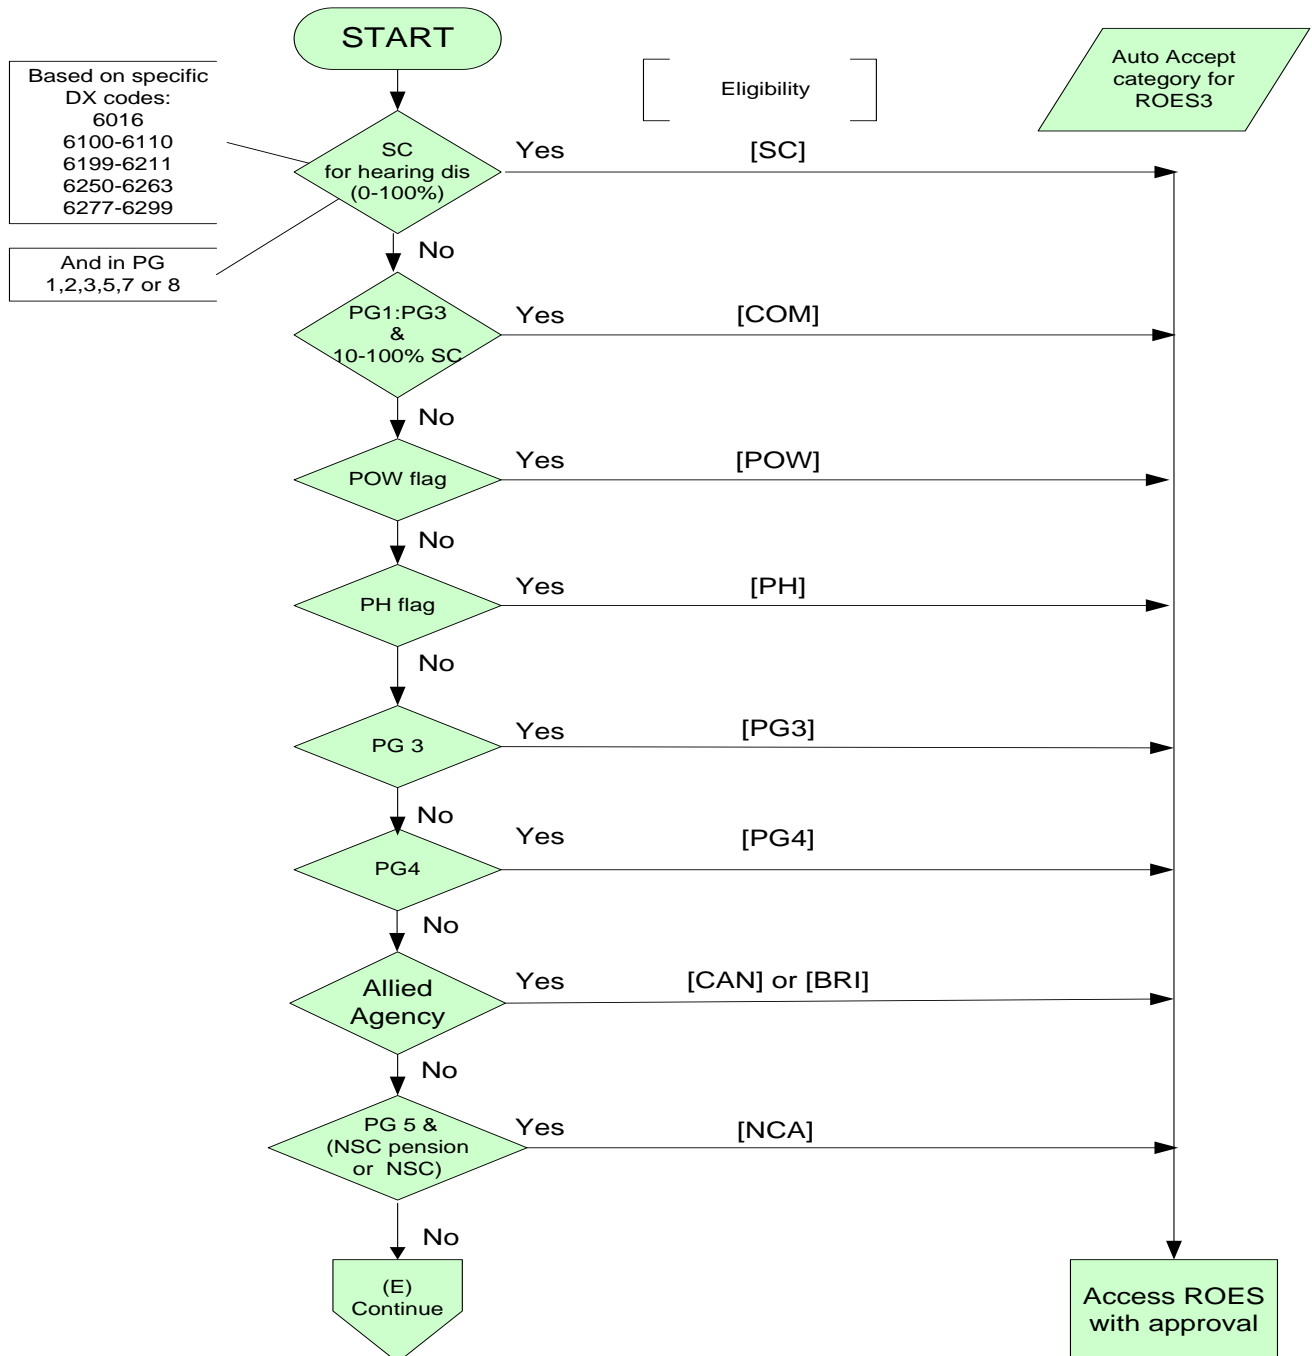 START
Based on specific
DX codes:
6016
6100-6110
6199-6211
6250-6263
6277-6299
Eligibility
Auto Accept
category for
ROES3
SC
for hearing dis
(0-100%)
Yes
[SC]
No
And in PG
1,2,3,5,7 or 8
PG1:PG3
&
10-100% SC
Yes
[COM]
No
POW flag
Yes
[POW]
No
PH flag
Yes
[PH]
No
PG 3
Yes
[PG3]
No
PG4
Yes
[PG4]
No
Allied
Agency
Yes
[CAN] or [BRI]
No
PG 5 &
(NSC pension
or NSC)
Yes
[NCA]
No
(E)
Continue
Access ROES
with approval